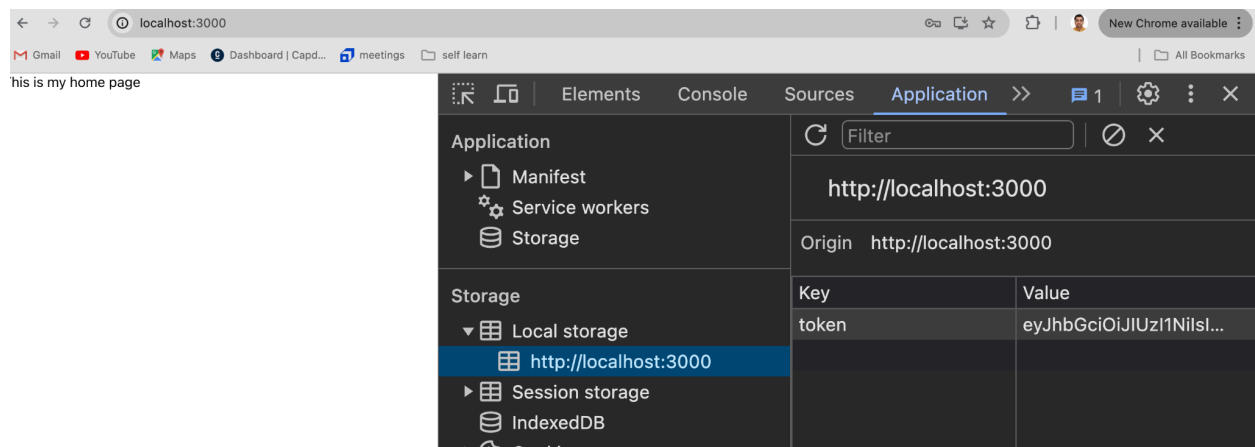 localhost:3000
New Chrome available
Gmail YouTube Maps Dashboard | Capd... meetings self learn
All Bookmarks
his is my home page
Elements Console Sources Application 1
Application
Manifest
Service workers
Storage
Storage
Local storage
http://localhost:3000
Session storage
IndexedDB
Filter
http://localhost:3000
Origin http://localhost:3000
Key Value
token eyJhbGciOiJIUzI1NiIsI...